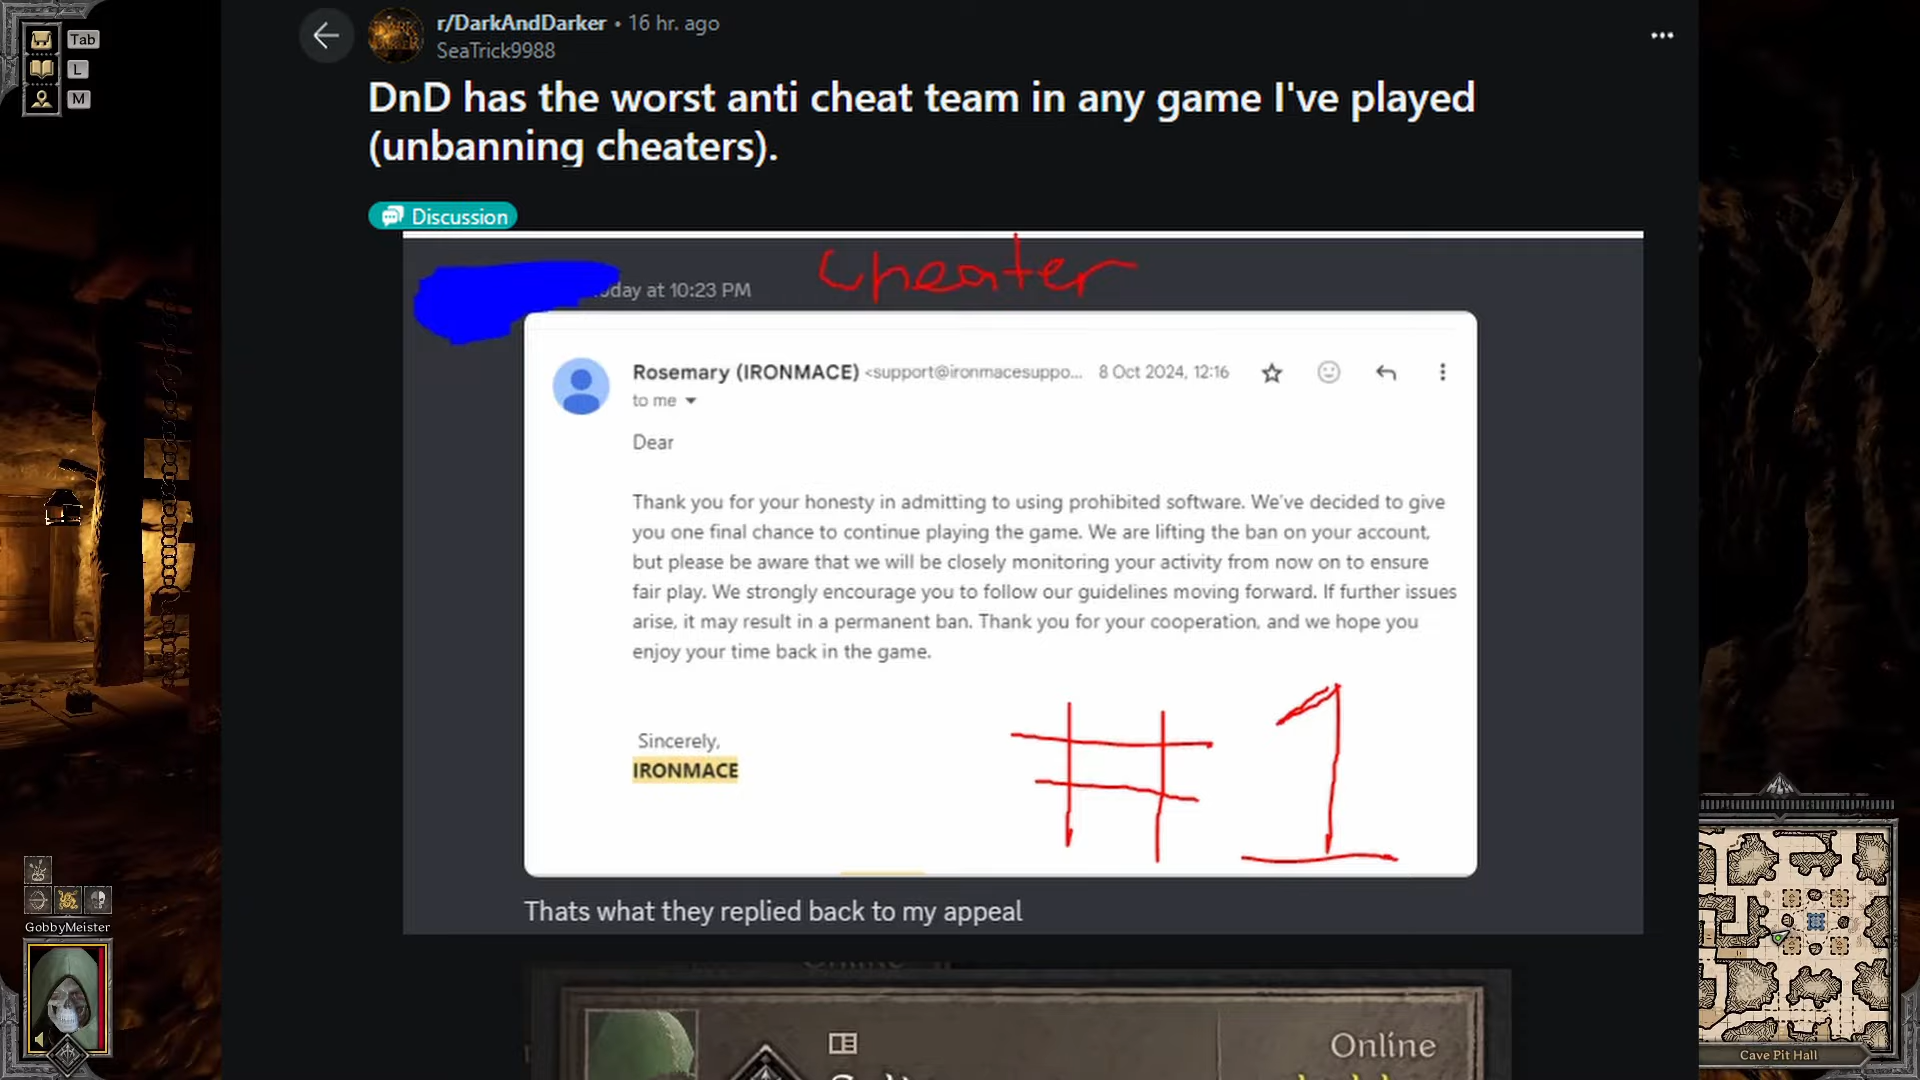 Tab
L
M
r/DarkAndDarker • 16 hr. ago
SeaTrick9988
DnD has the worst anti cheat team in any game I've played
(unbanning cheaters).
Discussion
cheater
oday at 10:23 PM
Rosemary (IRONMACE) <support@ironmacesuppo... 8 Oct 2024, 12:16
to me
Dear
Thank you for your honesty in admitting to using prohibited software. We've decided to give
you one final chance to continue playing the game. We are lifting the ban on your account,
but please be aware that we will be closely monitoring your activity from now on to ensure
fair play. We strongly encourage you to follow our guidelines moving forward. If further issues
arise, it may result in a permanent ban. Thank you for your cooperation, and we hope you
enjoy your time back in the game.
Sincerely,
IRONMACE
#1
Thats what they replied back to my appeal
Online
GobbyMeister
Cave Pit Hall